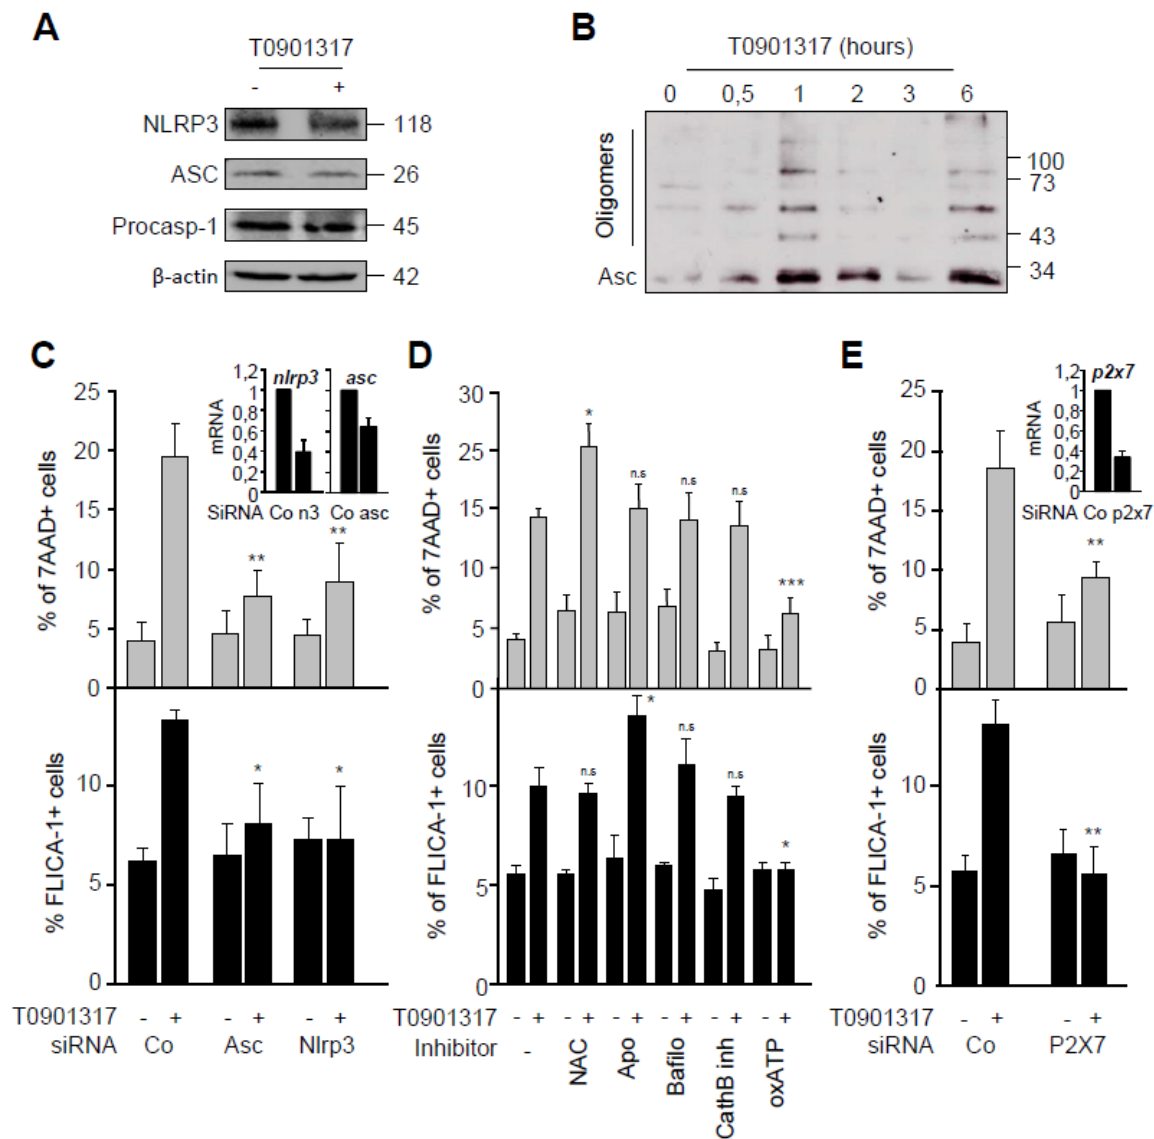 A
T0901317
- +
NLRP3 118
ASC 26
Procasp-1 45
β-actin 42
B
T0901317 (hours)
0 0,5 1 2 3 6
Oligomers
100
73
43
34
Asc
C
% of 7AAD+ cells
25
20
15
10
5
0
** **
mRNA
1,2
1
0,8
0,6
0,4
0,2
0
nlrp3 asc
SiRNA Co n3 Co asc
% FLICA-1+ cells
10
5
0
* *
T0901317 - + - + - +
siRNA Co Asc Nlrp3
D
% of 7AAD+ cells
30
25
20
15
10
5
0
* n.s n.s n.s ***
% of FLICA-1+ cells
10
5
0
n.s * n.s n.s *
T0901317 - + - + - + - + - + - +
Inhibitor - NAC Apo Bafilo CathB inh oxATP
E
% of 7AAD+ cells
25
20
15
10
5
0
**
mRNA
1,2
1
0,8
0,6
0,4
0,2
0
p2x7
SiRNA Co p2x7
% of FLICA-1+ cells
10
5
0
**
T0901317 - + - +
siRNA Co P2X7